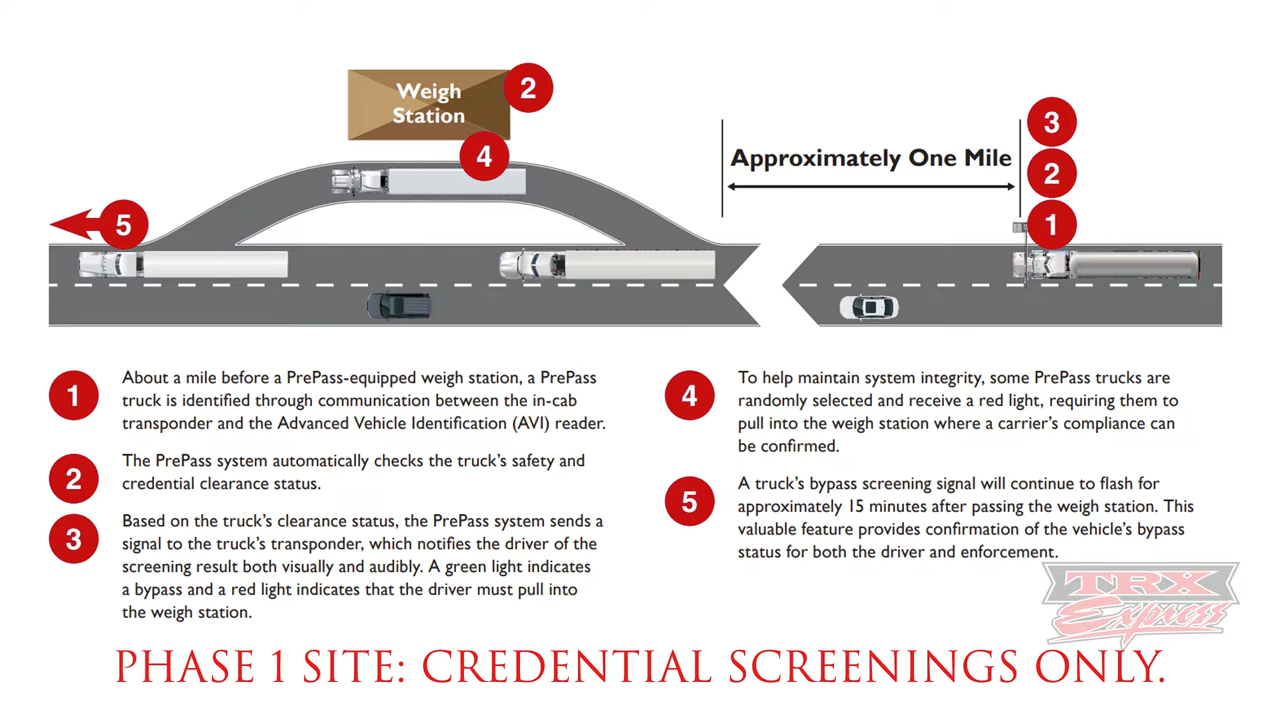 Weigh
Station
2
4
5
Approximately One Mile
3
2
1
1
About a mile before a PrePass-equipped weigh station, a PrePass
truck is identified through communication between the in-cab
transponder and the Advanced Vehicle Identification (AVI) reader.
2
The PrePass system automatically checks the truck's safety and
credential clearance status.
3
Based on the truck's clearance status, the PrePass system sends a
signal to the truck's transponder, which notifies the driver of the
screening result both visually and audibly. A green light indicates
a bypass and a red light indicates that the driver must pull into
the weigh station.
4
To help maintain system integrity, some PrePass trucks are
randomly selected and receive a red light, requiring them to
pull into the weigh station where a carrier's compliance can
be confirmed.
5
A truck's bypass screening signal will continue to flash for
approximately 15 minutes after passing the weigh station. This
valuable feature provides confirmation of the vehicle's bypass
status for both the driver and enforcement.
TRX
Express
PHASE 1 SITE: CREDENTIAL SCREENINGS ONLY.